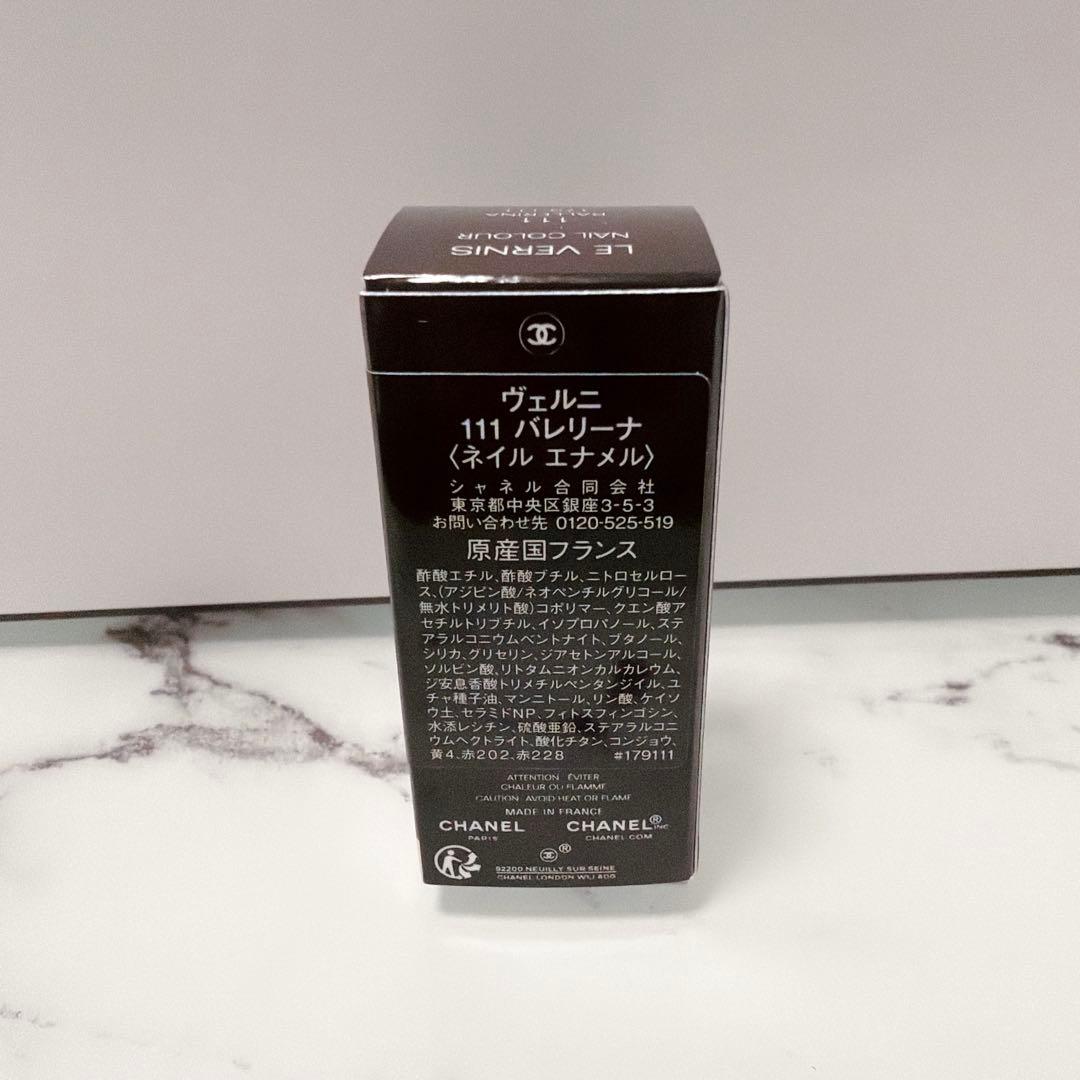 LE VERNIS
NAIL COLOUR
111
BALLERINA
ヴェルニ
111 バレリーナ
〈ネイル エナメル〉
シャネル合同会社
東京都中央区銀座3-5-3
お問い合わせ先 0120-525-519
原産国フランス
酢酸エチル、酢酸ブチル、ニトロセルロー
ス、(アジピン酸/ネオペンチルグリコール/
無水トリメリト酸)コポリマー、クエン酸ア
セチルトリブチル、イソプロパノール、ステ
アラルコニウムベントナイト、ブタノール、
シリカ、グリセリン、ジアセトンアルコール、
ソルビン酸、リトタムニオンカルカレウム、
ジ安息香酸トリメチルペンタンジイル、ユ
チャ種子油、マンニトール、リン酸、ケイソ
ウ土、セラミドNP、フィトスフィンゴシン、
水添レシチン、硫酸亜鉛、ステアラルコニ
ウムヘクトライト、酸化チタン、コンジョウ、
黄4、赤202、赤228 #179111
ATTENTION: ÉVITER
CHALEUR OU FLAMME
CAUTION: AVOID HEAT OR FLAME
MADE IN FRANCE
CHANEL CHANEL® INC
PARIS CHANEL.COM
®
92200 NEUILLY SUR SEINE
CHANEL LONDON W1J 6DG